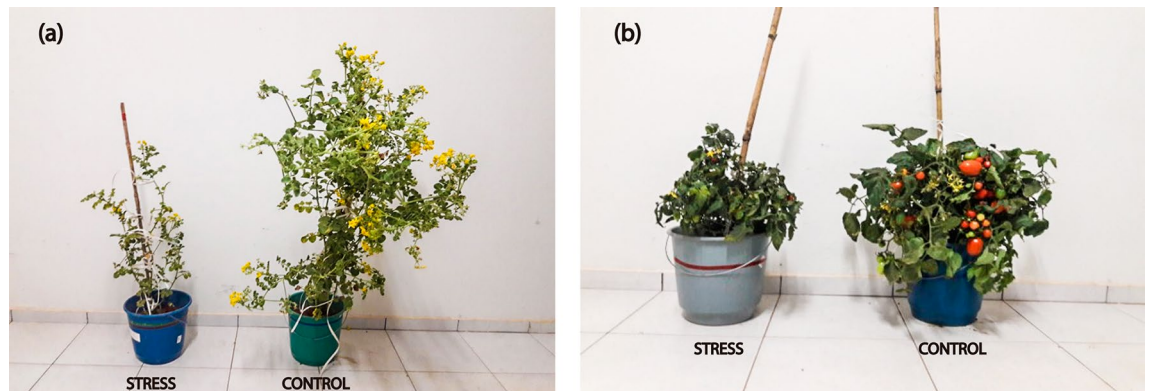 (a)
STRESS
CONTROL
(b)
STRESS
CONTROL